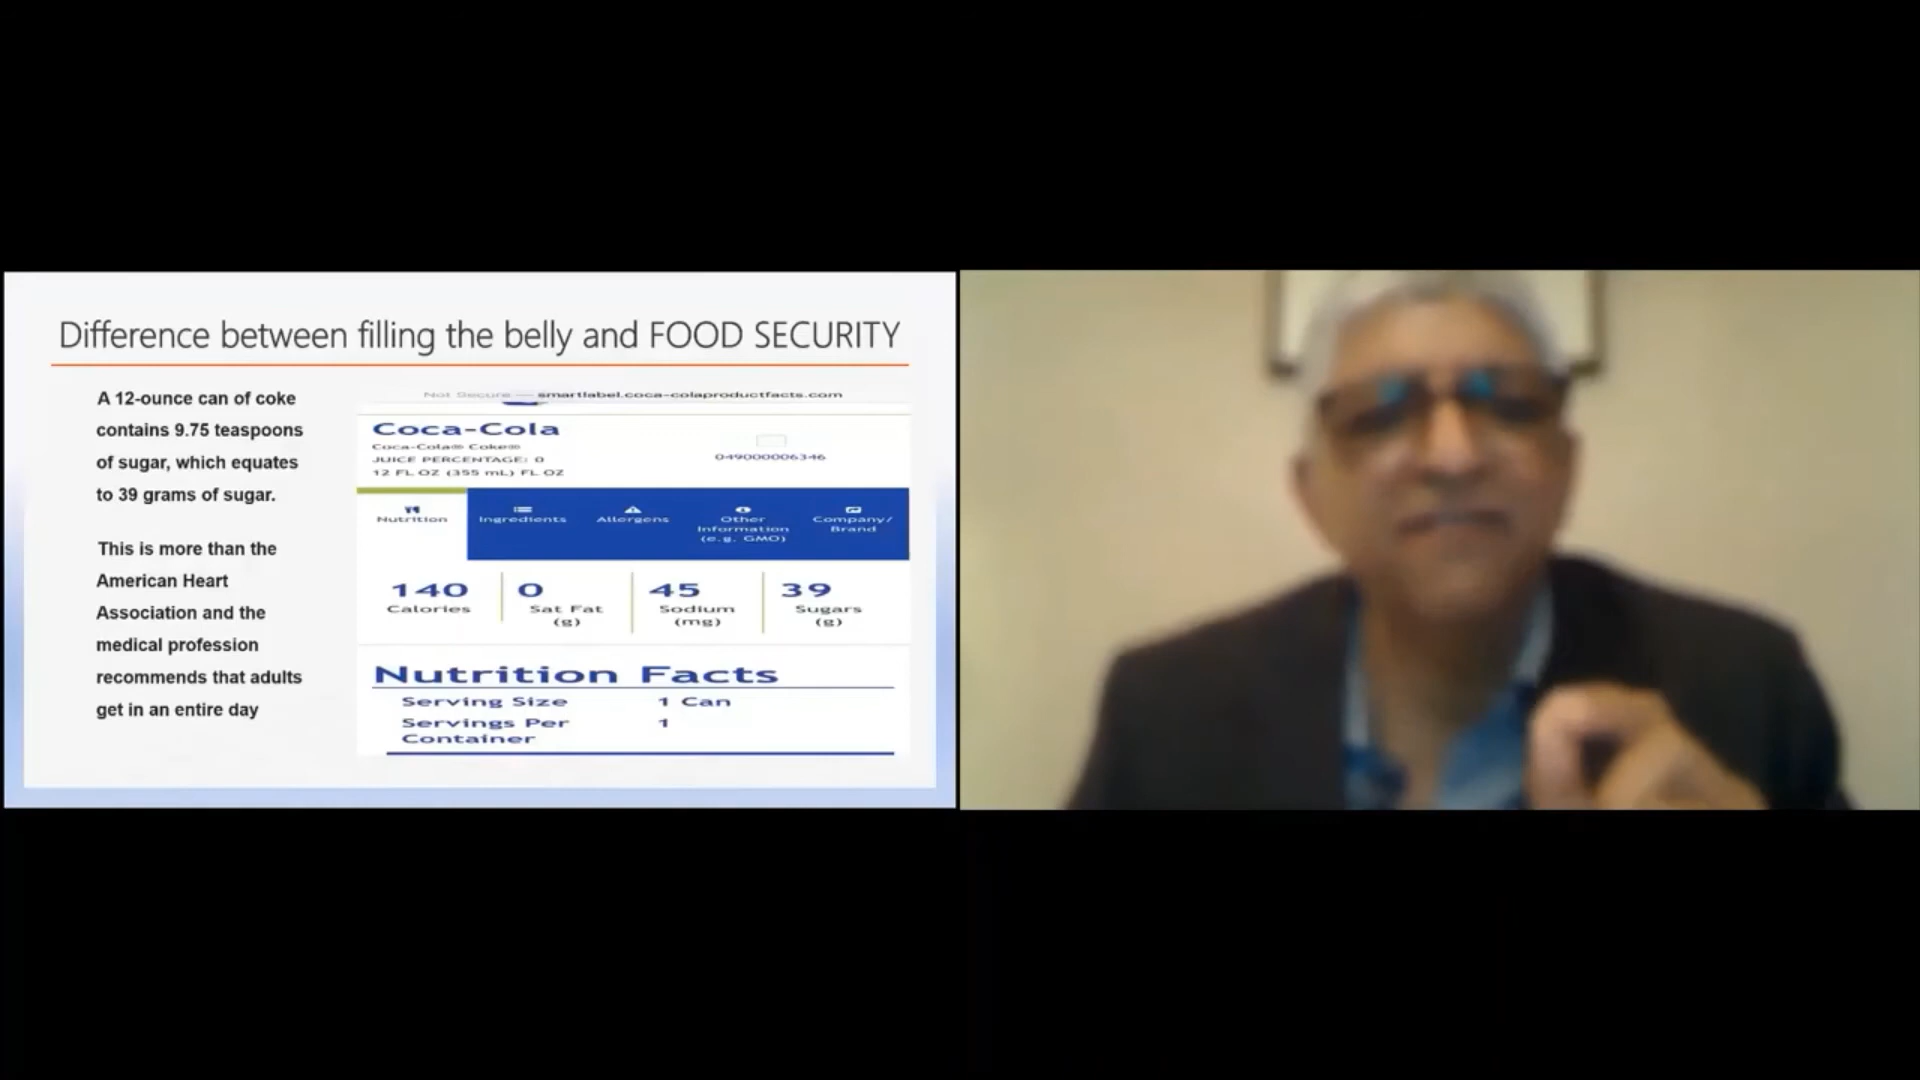 Difference between filling the belly and FOOD SECURITY
A 12-ounce can of coke
contains 9.75 teaspoons
of sugar, which equates
to 39 grams of sugar.
This is more than the
American Heart
Association and the
medical profession
recommends that adults
get in an entire day
Not Secure — smartlabel.coca-colaproductfacts.com
Coca-Cola
Coca-Cola® Coke®
JUICE PERCENTAGE: 0
12 FL OZ (355 mL) FL OZ
049000006346
Nutrition
Ingredients
Allergens
Other
Information
(e.g. GMO)
Company/
Brand
140
Calories
0
Sat Fat
(g)
45
Sodium
(mg)
39
Sugars
(g)
Nutrition Facts
Serving Size 1 Can
Servings Per 1
Container